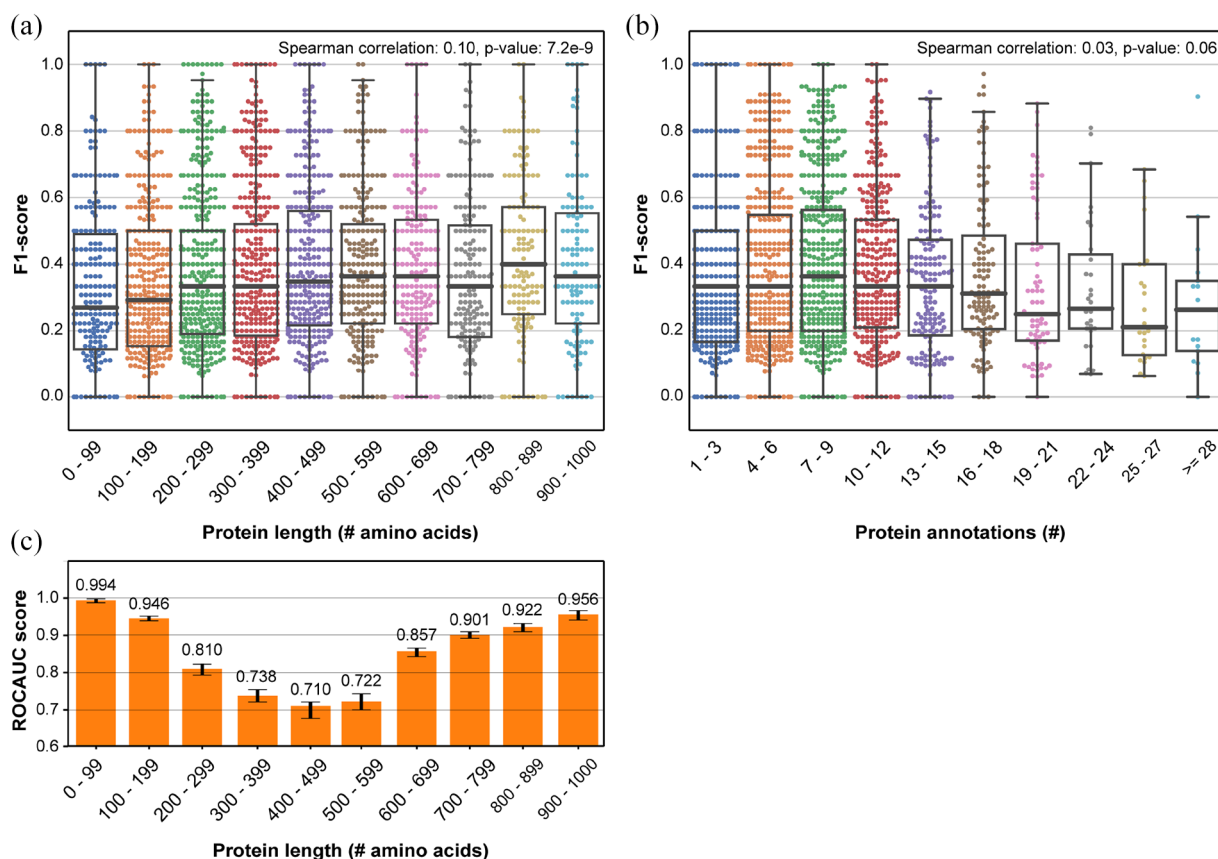 (a)
Spearman correlation: 0.10, p-value: 7.2e-9
F1-score
1.0
0.8
0.6
0.4
0.2
0.0
0 - 99
100 - 199
200 - 299
300 - 399
400 - 499
500 - 599
600 - 699
700 - 799
800 - 899
900 - 1000
Protein length (# amino acids)
(b)
Spearman correlation: 0.03, p-value: 0.06
F1-score
1.0
0.8
0.6
0.4
0.2
0.0
1 - 3
4 - 6
7 - 9
10 - 12
13 - 15
16 - 18
19 - 21
22 - 24
25 - 27
>= 28
Protein annotations (#)
(c)
ROCAUC score
1.0
0.9
0.8
0.7
0.6
0.994
0.946
0.810
0.738
0.710
0.722
0.857
0.901
0.922
0.956
0 - 99
100 - 199
200 - 299
300 - 399
400 - 499
500 - 599
600 - 699
700 - 799
800 - 899
900 - 1000
Protein length (# amino acids)